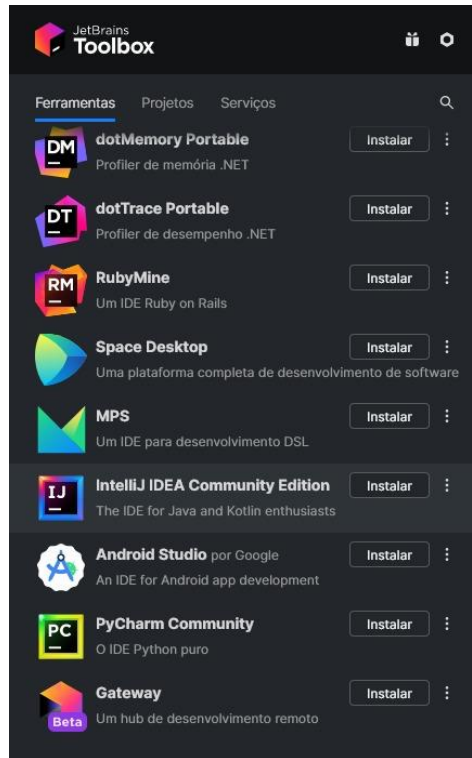 JetBrains
Toolbox
Ferramentas Projetos Serviços
DM dotMemory Portable Instalar
Profiler de memória .NET
DT dotTrace Portable Instalar
Profiler de desempenho .NET
RM RubyMine Instalar
Um IDE Ruby on Rails
Space Desktop Instalar
Uma plataforma completa de desenvolvimento de software
MPS Instalar
Um IDE para desenvolvimento DSL
IJ IntelliJ IDEA Community Edition Instalar
The IDE for Java and Kotlin enthusiasts
Android Studio por Google Instalar
An IDE for Android app development
PC PyCharm Community Instalar
O IDE Python puro
Gateway Instalar
Beta Um hub de desenvolvimento remoto